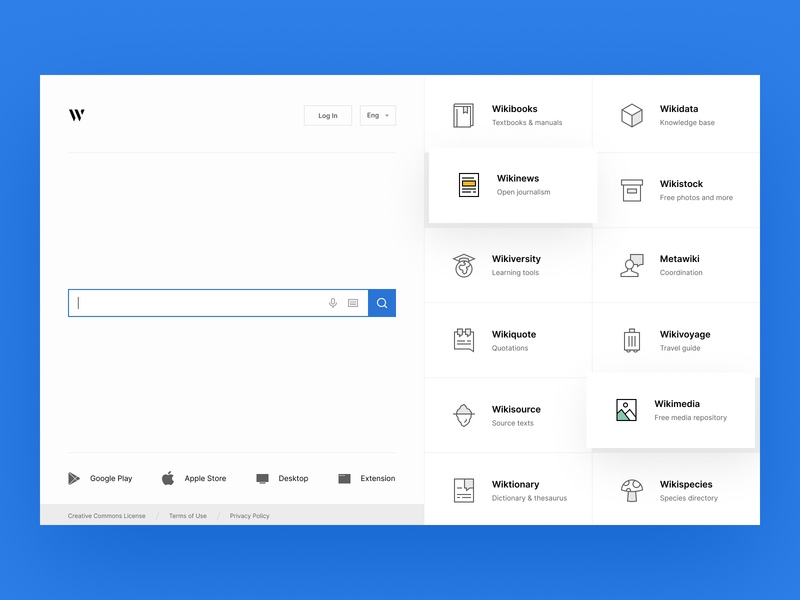 W
Log In
Eng
Google Play
Apple Store
Desktop
Extension
Creative Commons License / Terms of Use / Privacy Policy
Wikibooks
Textbooks & manuals
Wikidata
Knowledge base
Wikinews
Open journalism
Wikistock
Free photos and more
Wikiversity
Learning tools
Metawiki
Coordination
Wikiquote
Quotations
Wikivoyage
Travel guide
Wikisource
Source texts
Wikimedia
Free media repository
Wiktionary
Dictionary & thesaurus
Wikispecies
Species directory